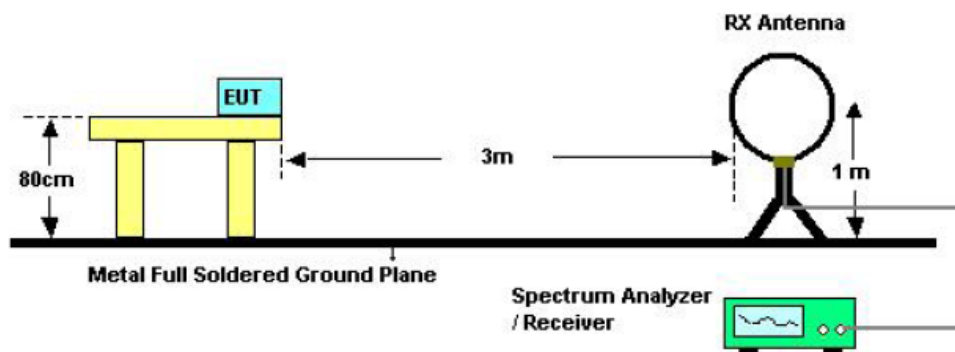 RX Antenna
EUT
3m
80cm
1 m
Metal Full Soldered Ground Plane
Spectrum Analyzer
/ Receiver